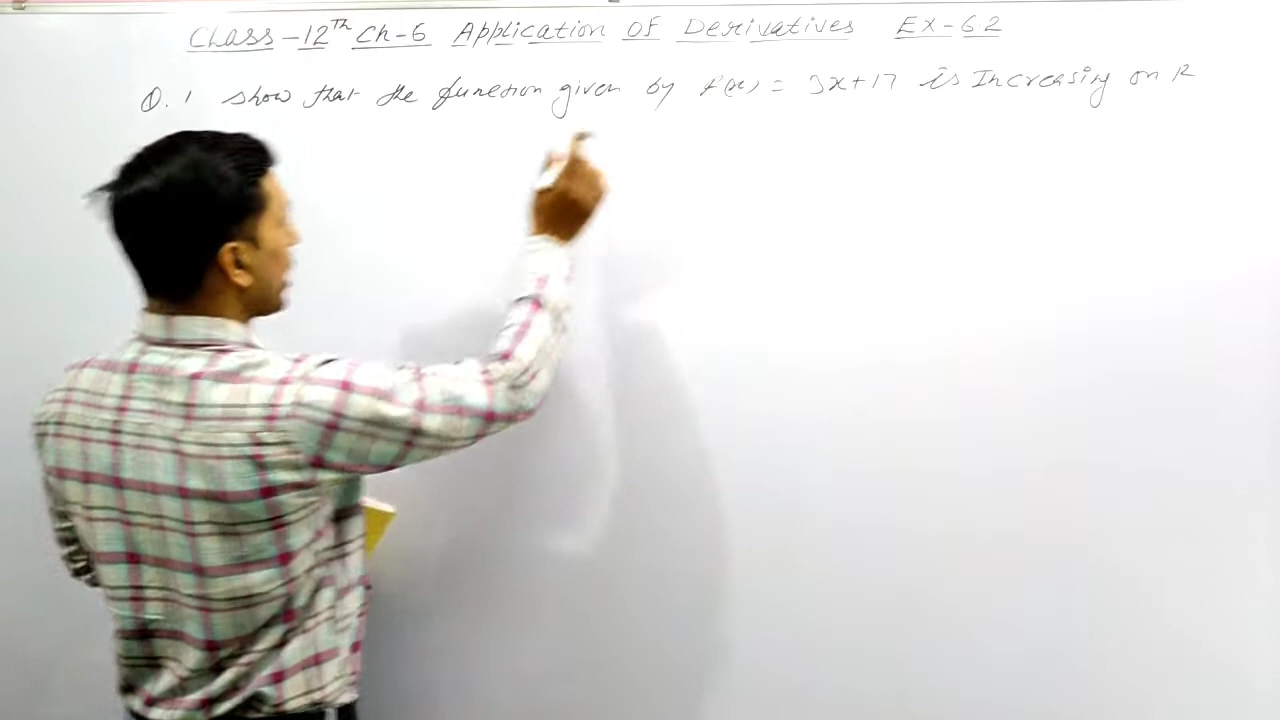 Class-12th Ch-6 Application of Derivatives EX-6.2
Q.1 show that the function given by f(x) = 3x+17 is Increasing on R